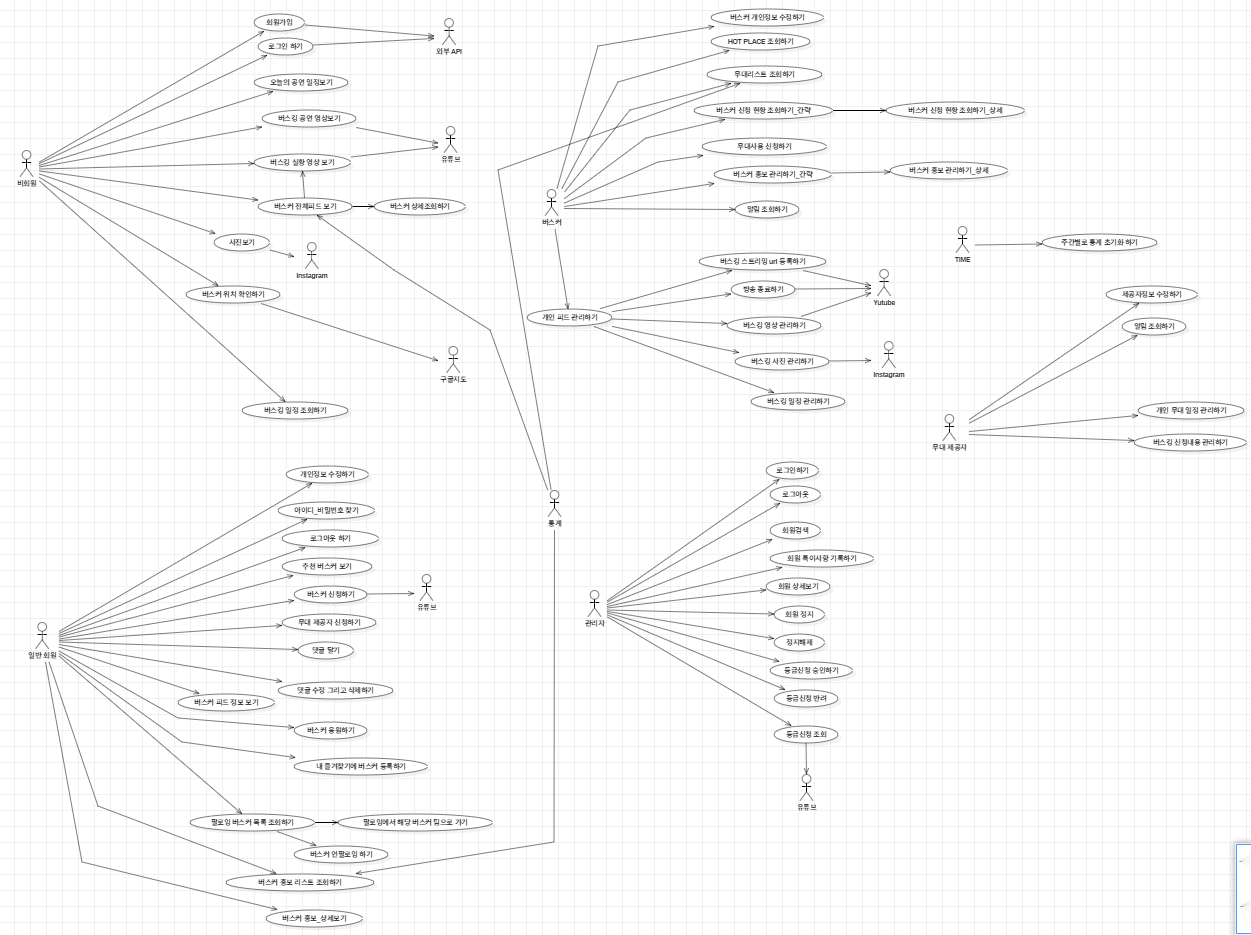 회원가입
로그인 하기
외부 API
오늘의 공연 일정보기
버스킹 공연 영상보기
유튜브
버스킹 실황 영상 보기
비회원
버스커 전체피드 보기
버스커 상세조회하기
사진보기
Instagram
버스커 위치 확인하기
구글지도
버스킹 일정 조회하기
버스커 개인정보 수정하기
HOT PLACE 조회하기
무대리스트 조회하기
버스커 신청 현황 조회하기_간략
버스커 신청 현황 조회하기_상세
무대사용 신청하기
버스커 홍보 관리하기_간략
버스커 홍보 관리하기_상세
버스커
알림 조회하기
버스킹 스트리밍 url 등록하기
방송 종료하기
Yutube
개인 피드 관리하기
버스킹 영상 관리하기
버스킹 사진 관리하기
Instagram
버스킹 일정 관리하기
TIME
주간별로 통계 초기화 하기
제공자정보 수정하기
알림 조회하기
개인 무대 일정 관리하기
무대 제공자
버스킹 신청내용 관리하기
개인정보 수정하기
아이디_비밀번호 찾기
로그아웃 하기
추천 버스커 보기
버스커 신청하기
유튜브
무대 제공자 신청하기
일반 회원
댓글 달기
댓글 수정 그리고 삭제하기
버스커 피드 정보 보기
버스커 응원하기
내 즐겨찾기에 버스커 등록하기
팔로잉 버스커 목록 조회하기
팔로잉에서 해당 버스커 팀으로 가기
버스커 언팔로잉 하기
버스커 홍보 리스트 조회하기
버스커 홍보_상세보기
통계
로그인하기
로그아웃
회원검색
회원 특이사항 기록하기
회원 상세보기
관리자
회원 정지
정지해제
등급신청 승인하기
등급신청 반려
등급신청 조회
유튜브